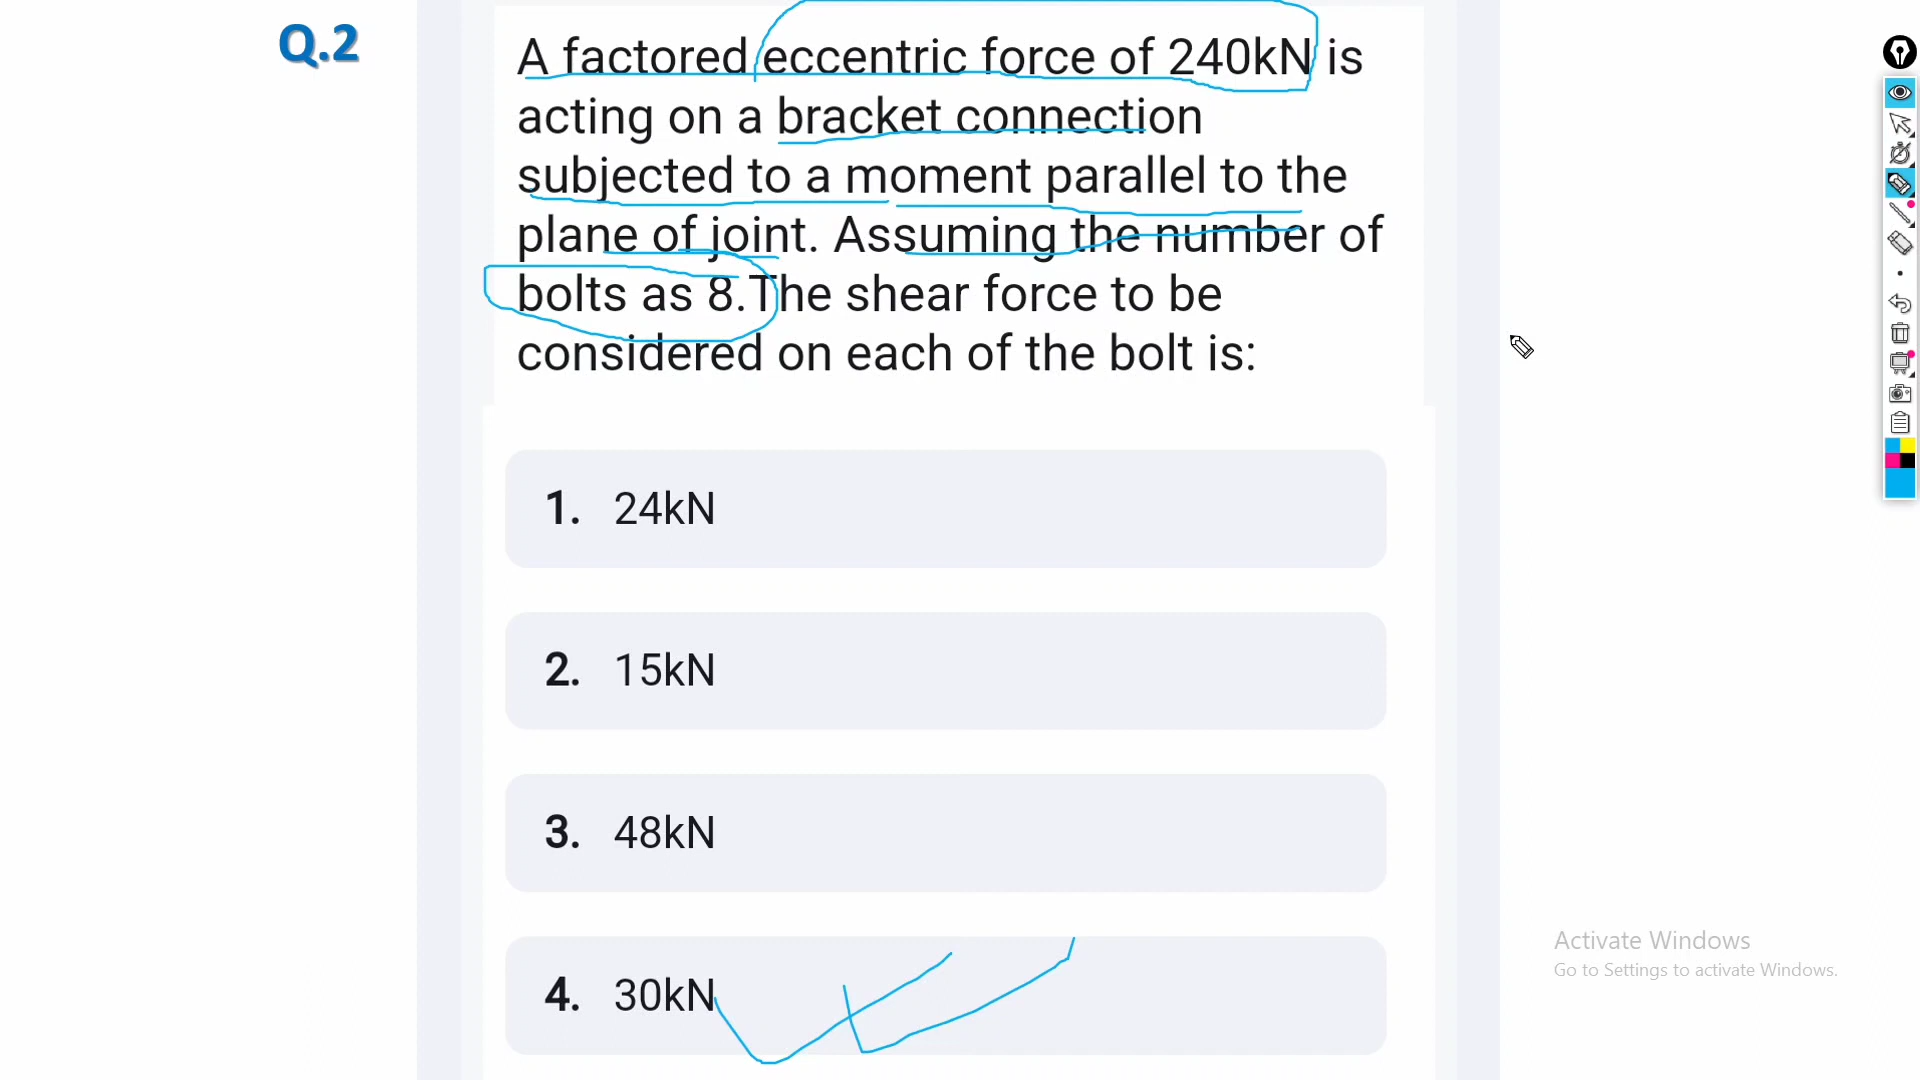 Q.2
A factored eccentric force of 240kN is
acting on a bracket connection
subjected to a moment parallel to the
plane of joint. Assuming the number of
bolts as 8.The shear force to be
considered on each of the bolt is:
1. 24kN
2. 15kN
3. 48kN
4. 30kN
Activate Windows
Go to Settings to activate Windows.